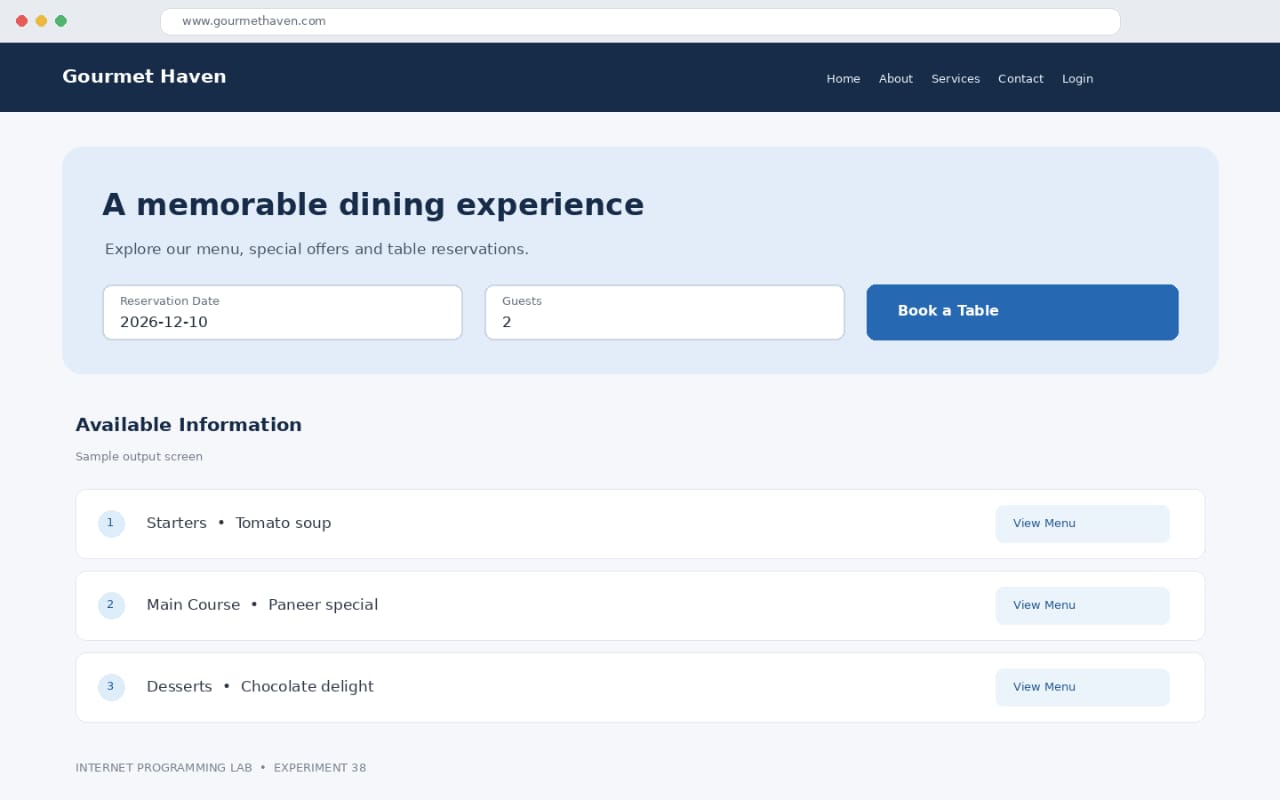 www.gourmethaven.com
Gourmet Haven
Home About Services Contact Login
A memorable dining experience
Explore our menu, special offers and table reservations.
Reservation Date
2026-12-10
Guests
2
Book a Table
Available Information
Sample output screen
1 Starters • Tomato soup View Menu
2 Main Course • Paneer special View Menu
3 Desserts • Chocolate delight View Menu
INTERNET PROGRAMMING LAB • EXPERIMENT 38